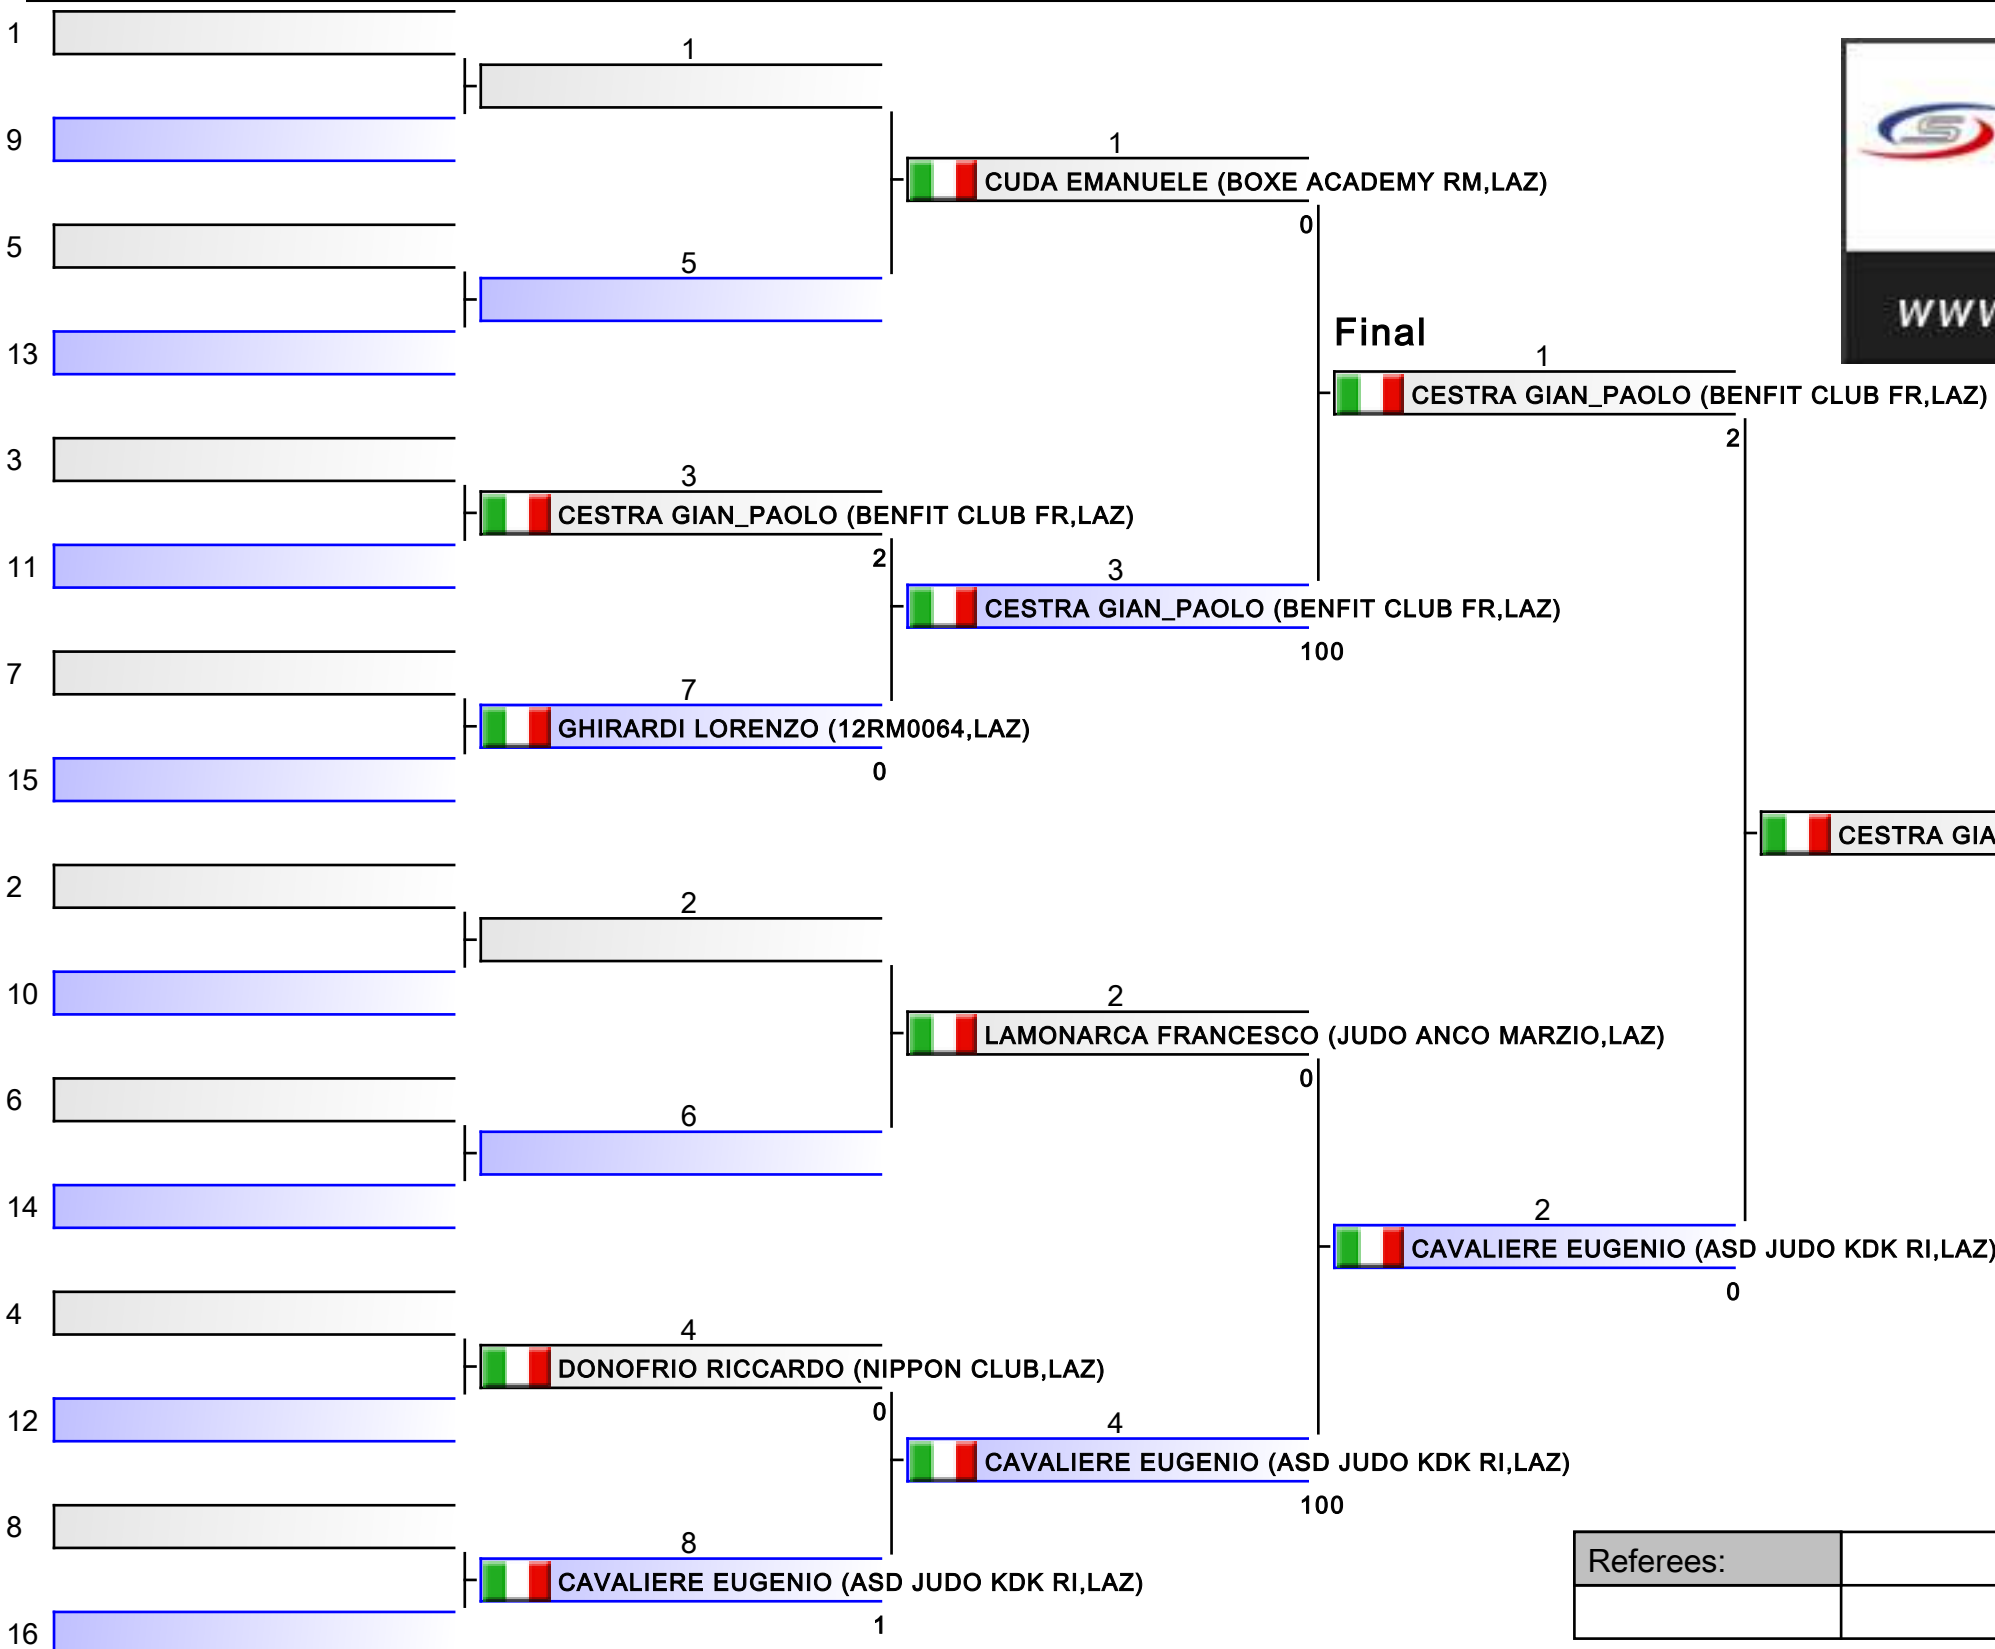 1
1
9
1
CUDA EMANUELE (BOXE ACADEMY RM,LAZ)
0
5
5
13
Final
1
CESTRA GIAN_PAOLO (BENFIT CLUB FR,LAZ)
2
3
3
CESTRA GIAN_PAOLO (BENFIT CLUB FR,LAZ)
2
11
3
CESTRA GIAN_PAOLO (BENFIT CLUB FR,LAZ)
100
7
7
GHIRARDI LORENZO (12RM0064,LAZ)
0
15
CESTRA GIA
2
2
10
2
LAMONARCA FRANCESCO (JUDO ANCO MARZIO,LAZ)
0
6
6
14
2
CAVALIERE EUGENIO (ASD JUDO KDK RI,LAZ)
0
4
4
DONOFRIO RICCARDO (NIPPON CLUB,LAZ)
0
12
4
CAVALIERE EUGENIO (ASD JUDO KDK RI,LAZ)
100
8
8
CAVALIERE EUGENIO (ASD JUDO KDK RI,LAZ)
1
16
Referees:
S
www